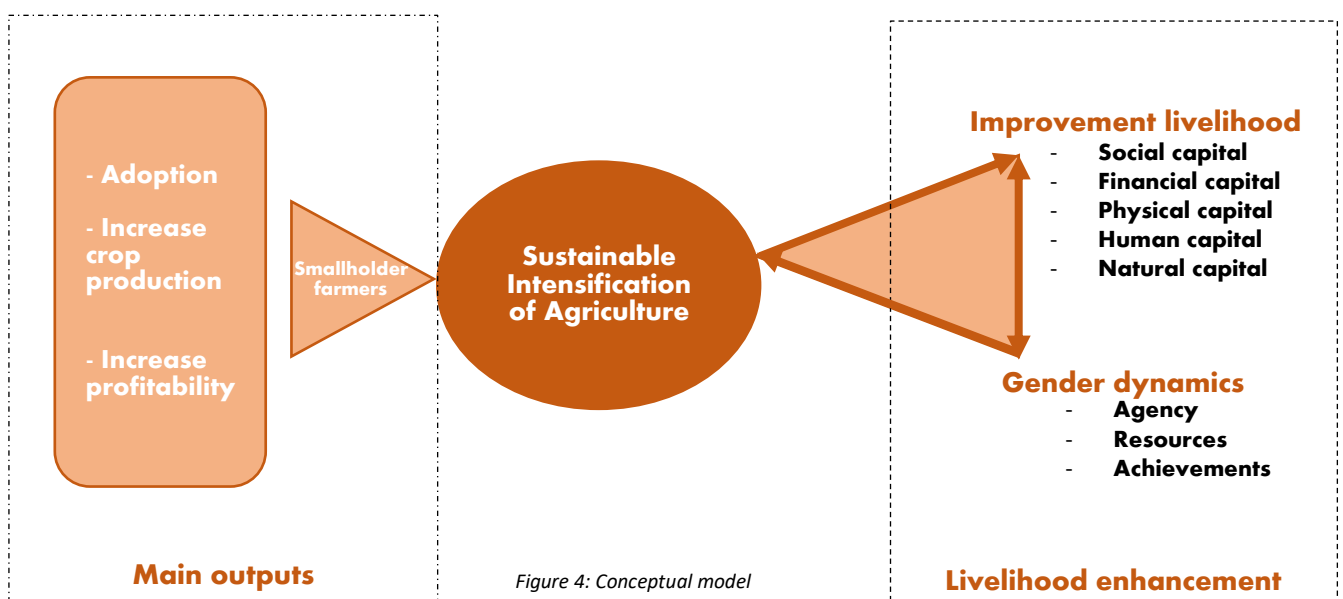 - Adoption
- Increase
crop
production
- Increase
profitability
Main outputs
Smallholder
farmers
Sustainable
Intensification
of Agriculture
Figure 4: Conceptual model
Improvement livelihood
- Social capital
- Financial capital
- Physical capital
- Human capital
- Natural capital
Gender dynamics
- Agency
- Resources
- Achievements
Livelihood enhancement